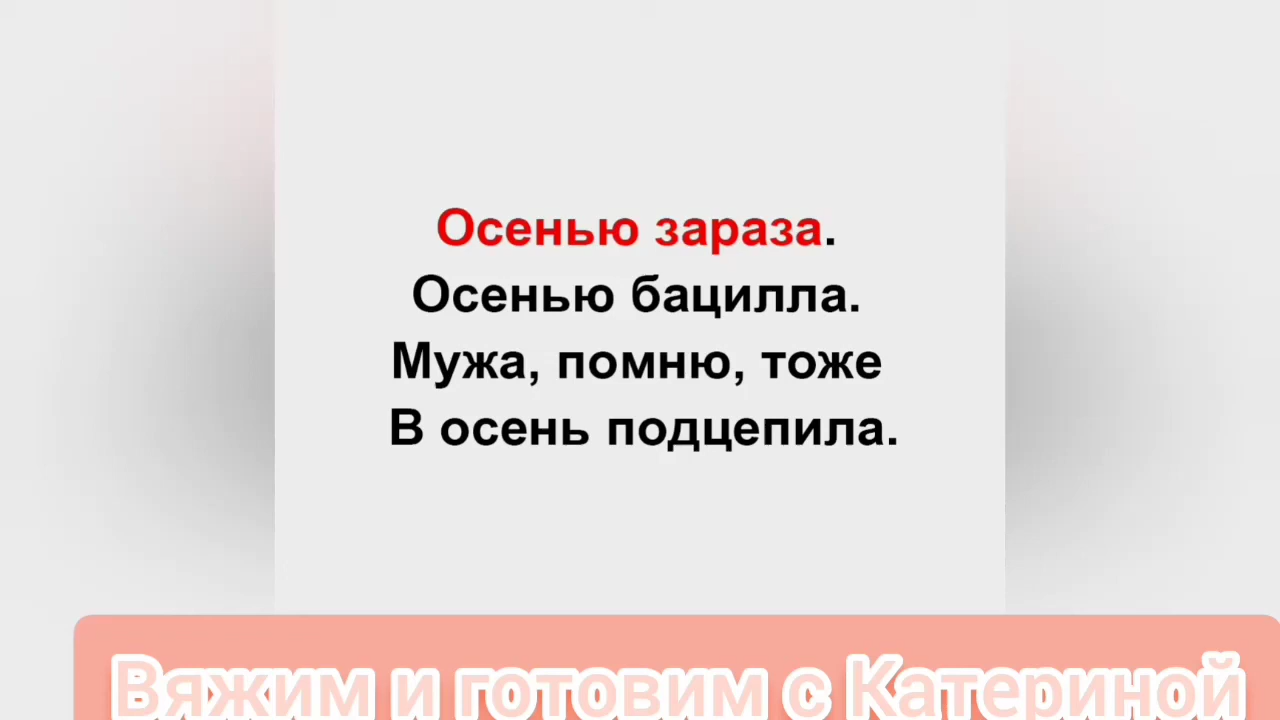 Осенью зараза.
Осенью бацилла.
Мужа, помню, тоже
В осень подцепила.
Вяжим и готовим с Катериной